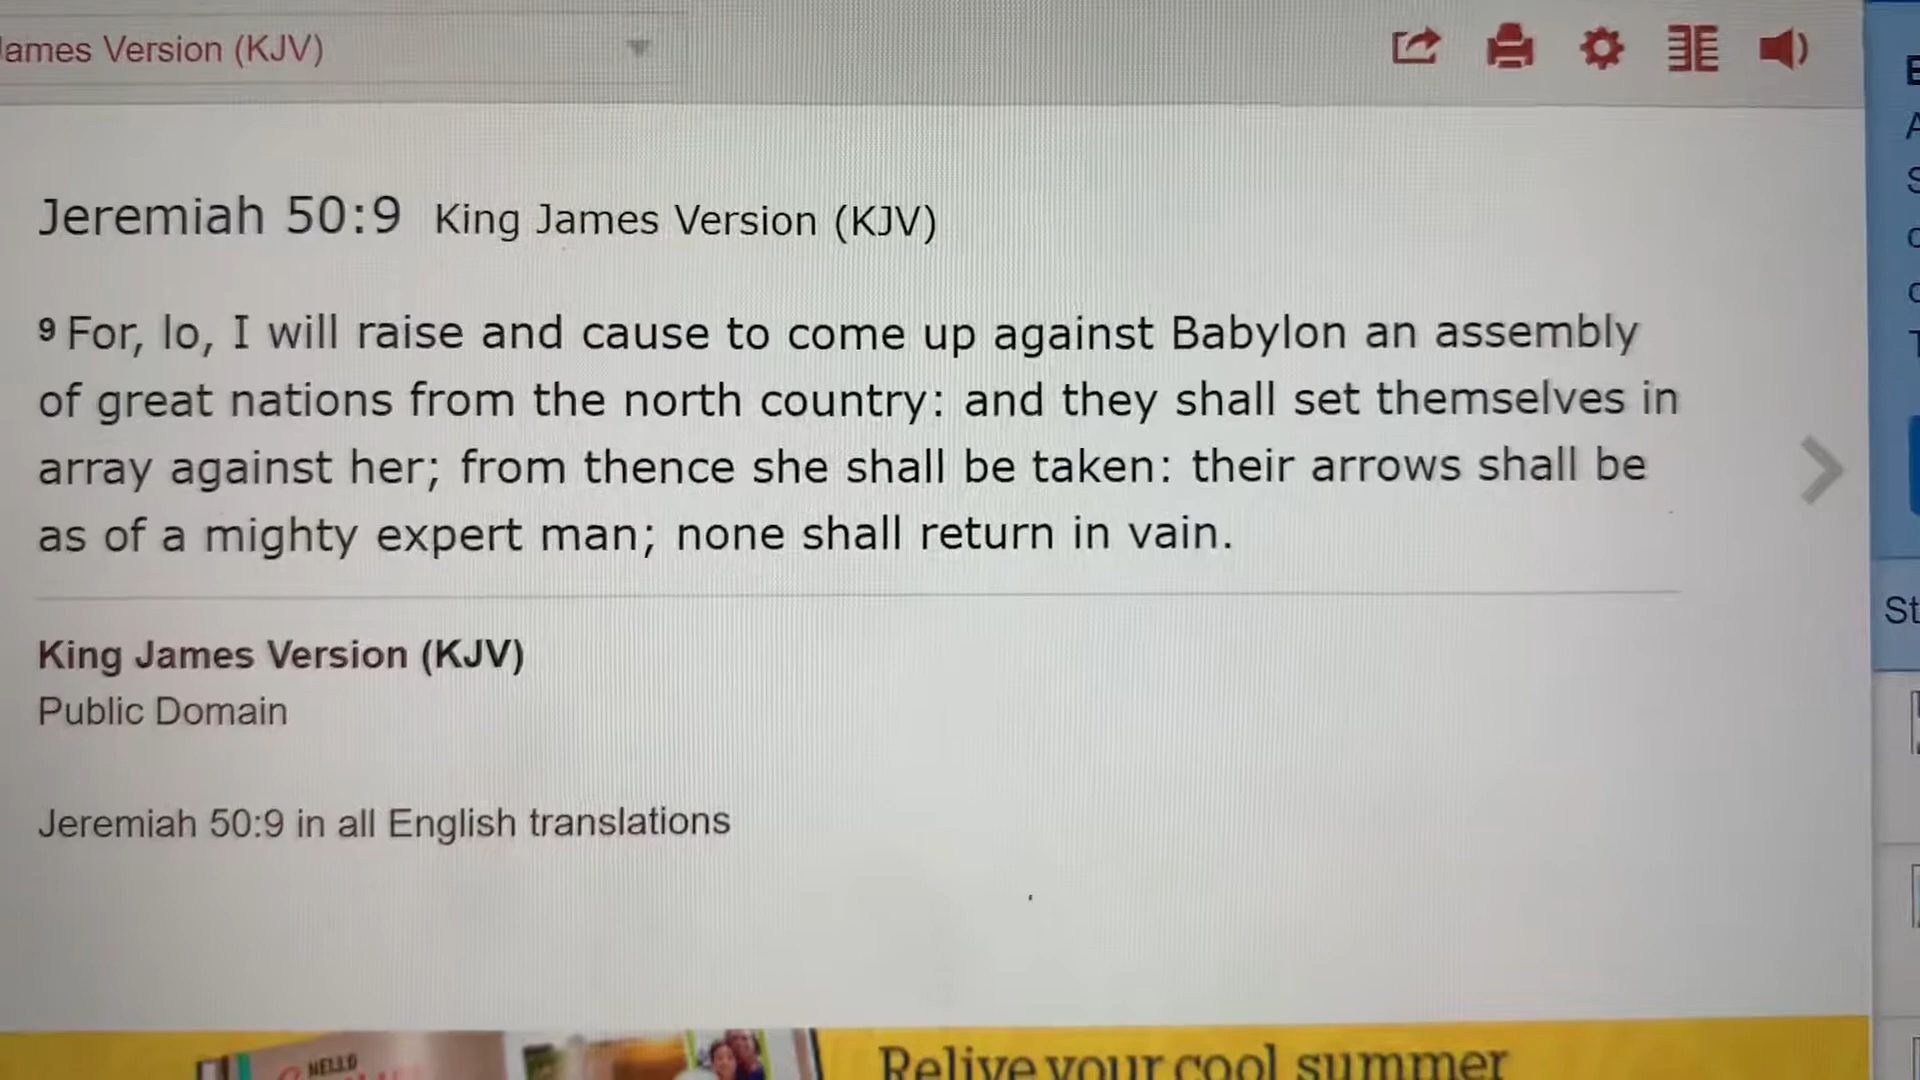 ames Version (KJV)
Jeremiah 50:9 King James Version (KJV)
9 For, lo, I will raise and cause to come up against Babylon an assembly
of great nations from the north country: and they shall set themselves in
array against her; from thence she shall be taken: their arrows shall be
as of a mighty expert man; none shall return in vain.
King James Version (KJV)
Public Domain
Jeremiah 50:9 in all English translations
St
HELLO
Relive your cool summer